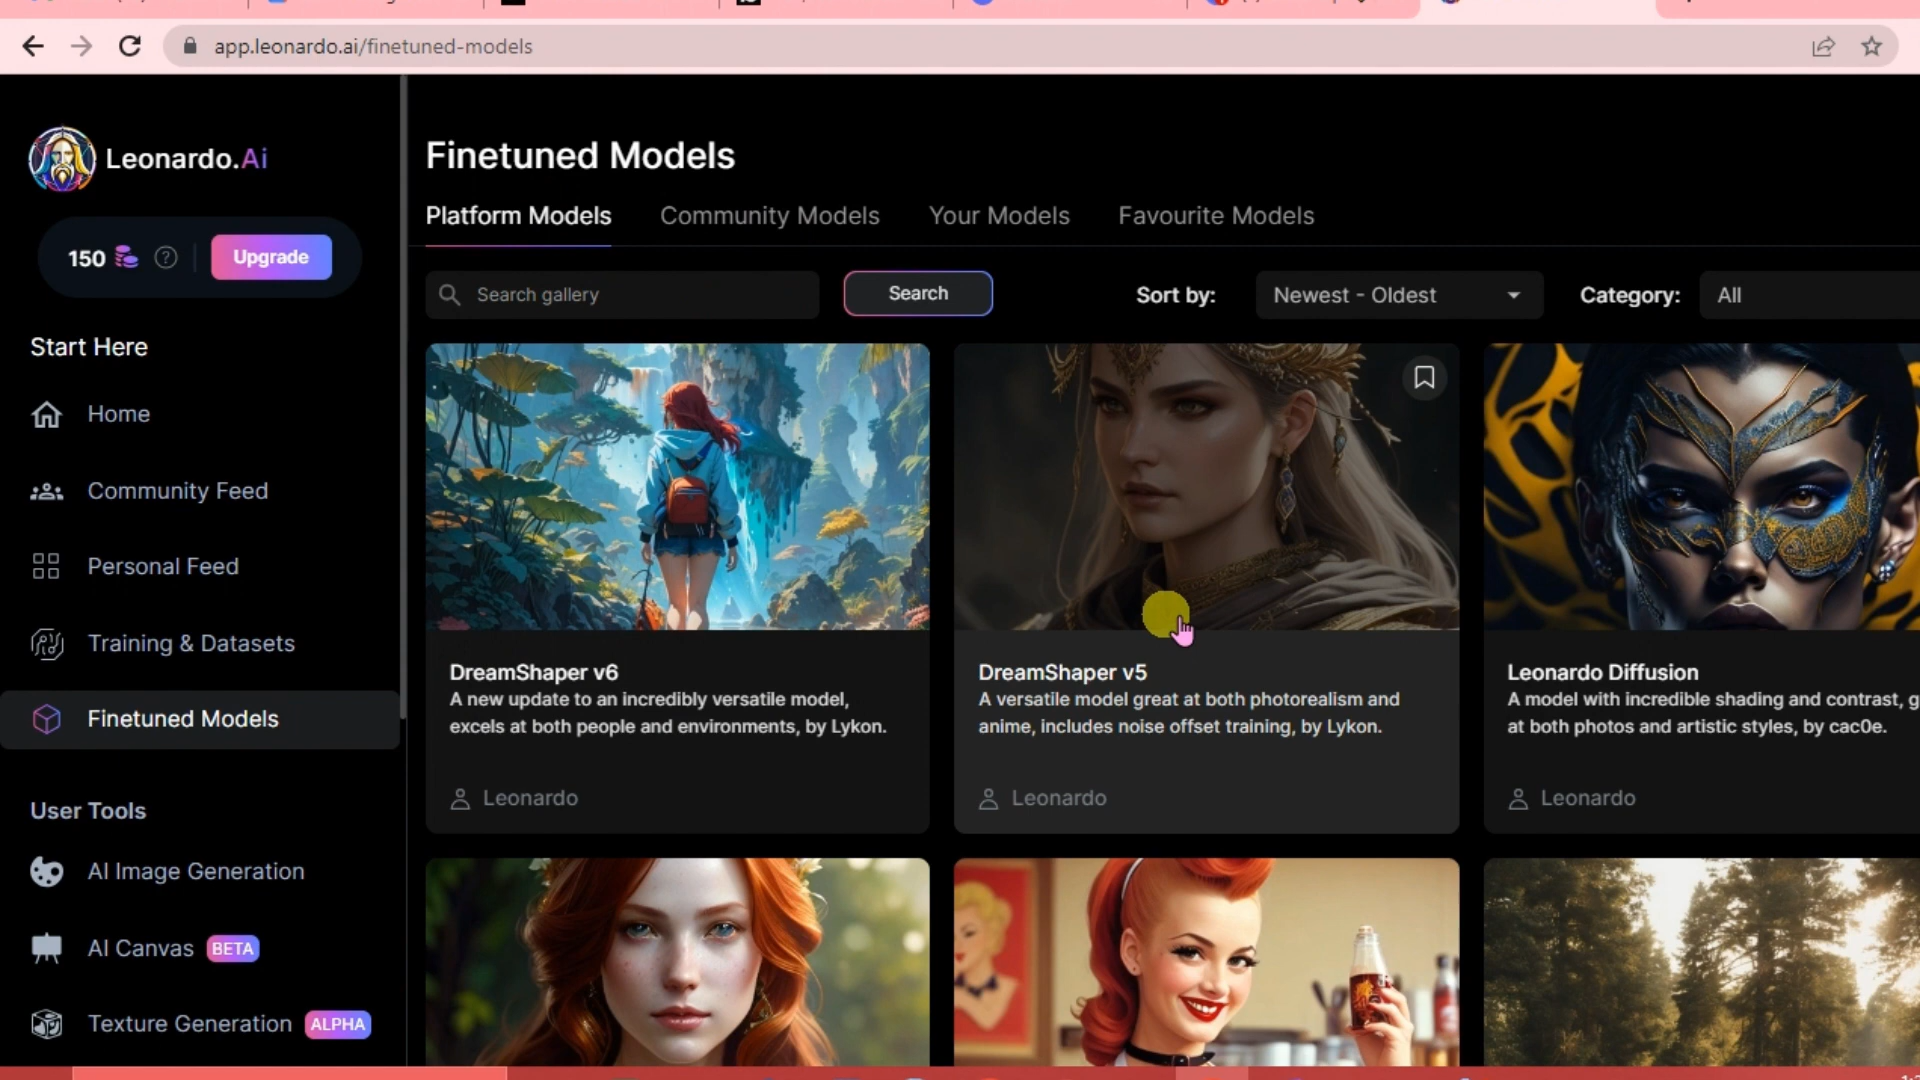 app.leonardo.ai/finetuned-models
Leonardo.Ai
150
Upgrade
Start Here
Home
Community Feed
Personal Feed
Training & Datasets
Finetuned Models
User Tools
AI Image Generation
AI Canvas BETA
Texture Generation ALPHA
Finetuned Models
Platform Models Community Models Your Models Favourite Models
Search gallery Search Sort by: Newest - Oldest Category: All
DreamShaper v6
A new update to an incredibly versatile model,
excels at both people and environments, by Lykon.
Leonardo
DreamShaper v5
A versatile model great at both photorealism and
anime, includes noise offset training, by Lykon.
Leonardo
Leonardo Diffusion
A model with incredible shading and contrast,
at both photos and artistic styles, by cac0e.
Leonardo